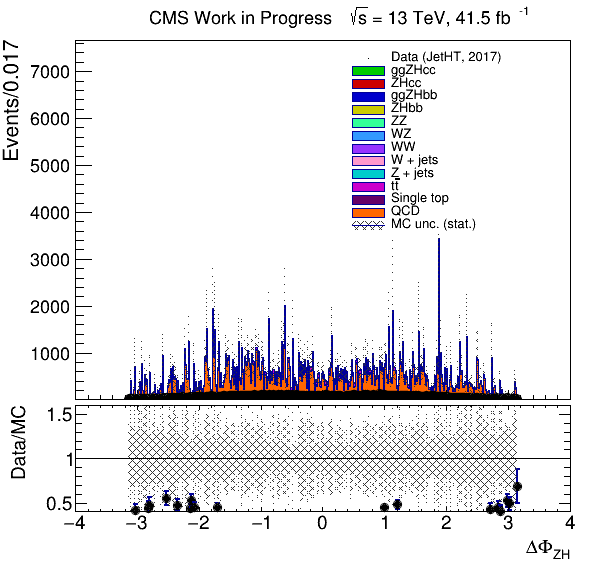 CMS Work in Progress √s = 13 TeV, 41.5 fb⁻¹
Events/0.017
7000
6000
5000
4000
3000
2000
1000
Data (JetHT, 2017)
ggZHcc
ZHcc
ggZHbb
ZHbb
ZZ
WZ
WW
W + jets
Z + jets
tt̅
Single top
QCD
MC unc. (stat.)
Data/MC
1.5
1
0.5
−4 −3 −2 −1 0 1 2 3 4
ΔΦ_ZH